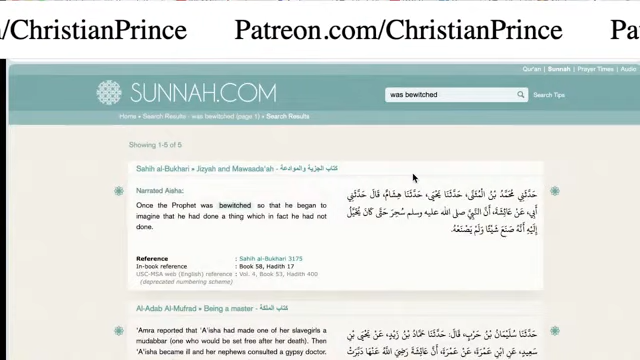 /ChristianPrince Patreon.com/ChristianPrince Pa
Qur'an | Sunnah | Prayer Times | Audio
SUNNAH.COM
was bewitched
Search Tips
Home » Search Results - was bewitched (page 1) » Search Results
Showing 1-5 of 5
Sahih al-Bukhari » Jizyah and Mawaada'ah - كتاب الجزية والموادعة
Narrated Aisha:
Once the Prophet was bewitched so that he began to
imagine that he had done a thing which in fact he had not
done.
حَدَّثَنِي مُحَمَّدُ بْنُ الْمُثَنَّى، حَدَّثَنَا يَحْيَى، حَدَّثَنَا هِشَامٌ، قَالَ حَدَّثَنِي
أَبِي، عَنْ عَائِشَةَ، أَنَّ النَّبِيَّ صلى الله عليه وسلم سُحِرَ حَتَّى كَانَ يُخَيَّلُ
إِلَيْهِ أَنَّهُ صَنَعَ شَيْئًا وَلَمْ يَصْنَعْهُ.
Reference : Sahih al-Bukhari 3175
In-book reference : Book 58, Hadith 17
USC-MSA web (English) reference : Vol. 4, Book 53, Hadith 400
(deprecated numbering scheme)
Al-Adab Al-Mufrad » Being a master - كتاب الملكة
'Amra reported that 'A'isha had made one of her slavegirls a
mudabbar (one who would be set free after her death). Then
'A'isha became ill and her nephews consulted a gypsy doctor.
حَدَّثَنَا سُلَيْمَانُ بْنُ حَرْبٍ، قَالَ: حَدَّثَنَا حَمَّادُ بْنُ زَيْدٍ، عَنْ يَحْيَى بْنِ
سَعِيدٍ، عَنِ ابْنِ عَمْرَةَ، عَنْ عَمْرَةَ، أَنَّ عَائِشَةَ رَضِيَ اللَّهُ عَنْهَا دَبَّرَتْ